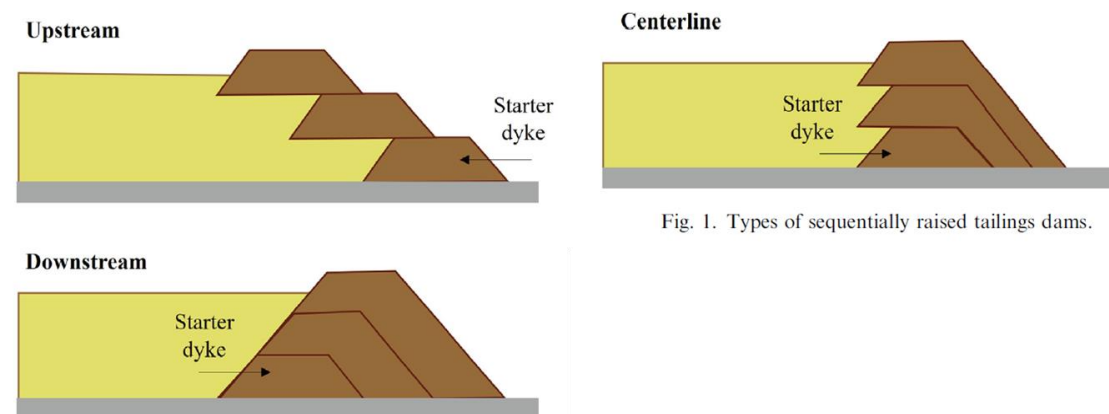 Upstream
Starter
dyke
Centerline
Starter
dyke
Fig. 1. Types of sequentially raised tailings dams.
Downstream
Starter
dyke